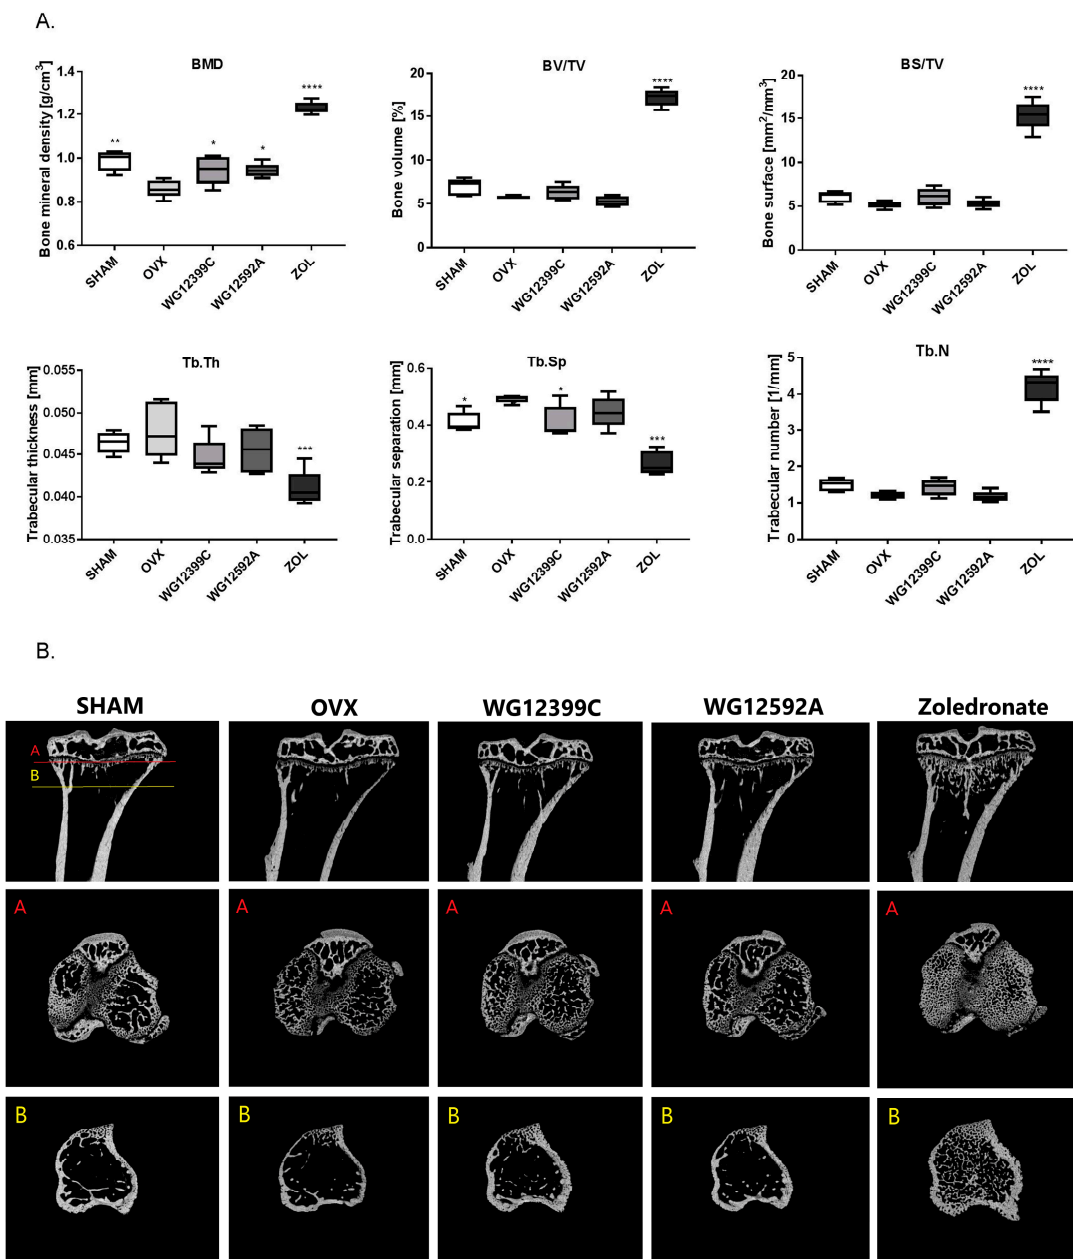 A.
BMD
Bone mineral density [g/cm³]
1.4
1.2
1.0
0.8
0.6
**
*
*
****
SHAM
OVX
WG12399C
WG12592A
ZOL
BV/TV
Bone volume [%]
20
15
10
5
0
****
SHAM
OVX
WG12399C
WG12592A
ZOL
BS/TV
Bone surface [mm²/mm³]
20
15
10
5
0
****
SHAM
OVX
WG12399C
WG12592A
ZOL
Tb.Th
Trabecular thickness [mm]
0.055
0.050
0.045
0.040
0.035
***
SHAM
OVX
WG12399C
WG12592A
ZOL
Tb.Sp
Trabecular separation [mm]
0.6
0.4
0.2
0.0
*
*
***
SHAM
OVX
WG12399C
WG12592A
ZOL
Tb.N
Trabecular number [1/mm]
5
4
3
2
1
0
****
SHAM
OVX
WG12399C
WG12592A
ZOL
B.
SHAM
OVX
WG12399C
WG12592A
Zoledronate
A
B
A
A
A
A
A
B
B
B
B
B